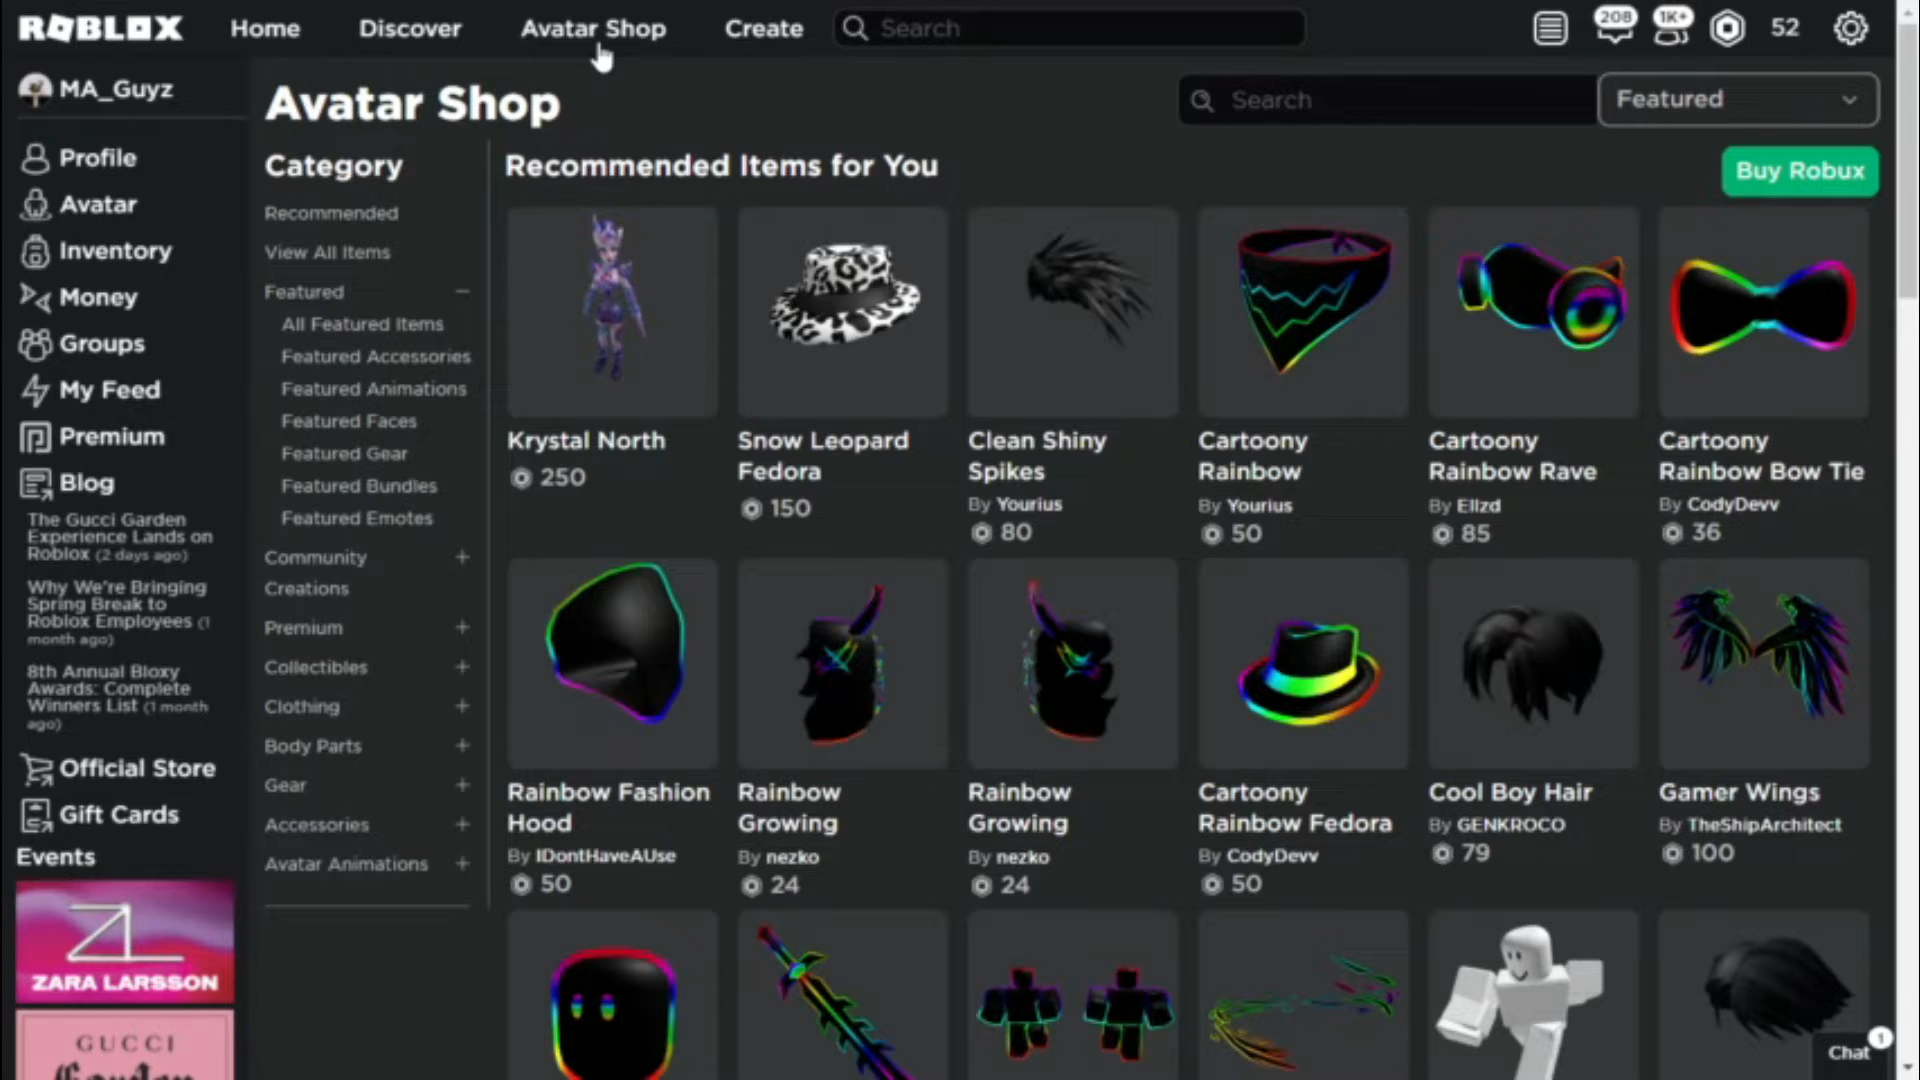 ROBLOX
Home
Discover
Avatar Shop
Create
Search
208
1K+
52
MA_Guyz
Profile
Avatar
Inventory
Money
Groups
My Feed
Premium
Blog
The Gucci Garden
Experience Lands on
Roblox (2 days ago)
Why We're Bringing
Spring Break to
Roblox Employees (1
month ago)
8th Annual Bloxy
Awards: Complete
Winners List (1 month
ago)
Official Store
Gift Cards
Events
ZARA LARSSON
GUCCI
Garden
Avatar Shop
Search
Featured
Category
Recommended
View All Items
Featured
All Featured Items
Featured Accessories
Featured Animations
Featured Faces
Featured Gear
Featured Bundles
Featured Emotes
Community
Creations
Premium
Collectibles
Clothing
Body Parts
Gear
Accessories
Avatar Animations
Recommended Items for You
Buy Robux
Krystal North
250
Snow Leopard
Fedora
150
Clean Shiny
Spikes
By Yourius
80
Cartoony
Rainbow
By Yourius
50
Cartoony
Rainbow Rave
By Ellzd
85
Cartoony
Rainbow Bow Tie
By CodyDevv
36
Rainbow Fashion
Hood
By IDontHaveAUse
50
Rainbow
Growing
By nezko
24
Rainbow
Growing
By nezko
24
Cartoony
Rainbow Fedora
By CodyDevv
50
Cool Boy Hair
By GENKROCO
79
Gamer Wings
By TheShipArchitect
100
Chat
1